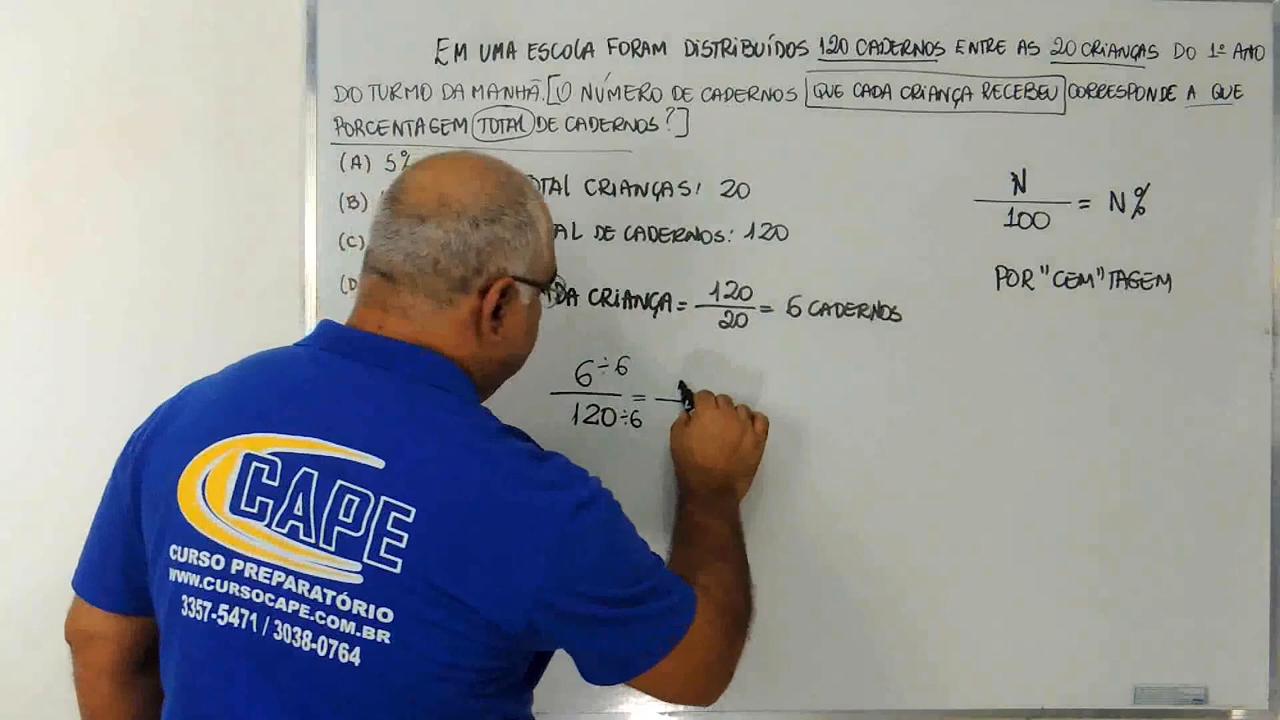 EM UMA ESCOLA FORAM DISTRIBUÍDOS 120 CADERNOS ENTRE AS 20 CRIANÇAS DO 1º ANO
DO TURMO DA MANHÃ. [O NÚMERO DE CADERNOS QUE CADA CRIANÇA RECEBEU CORRESPONDE A QUE
PORCENTAGEM TOTAL DE CADERNOS?]
(A) 5%
(B)
(C)
(D
TAL CRIANÇAS: 20
AL DE CADERNOS: 120
DA CRIANÇA = 120/20 = 6 CADERNOS
6÷6/120÷6 =
N/100 = N%
POR "CEM" TAGEM
CAPE
CURSO PREPARATÓRIO
WWW.CURSOCAPE.COM.BR
3357-5471 / 3038-0764